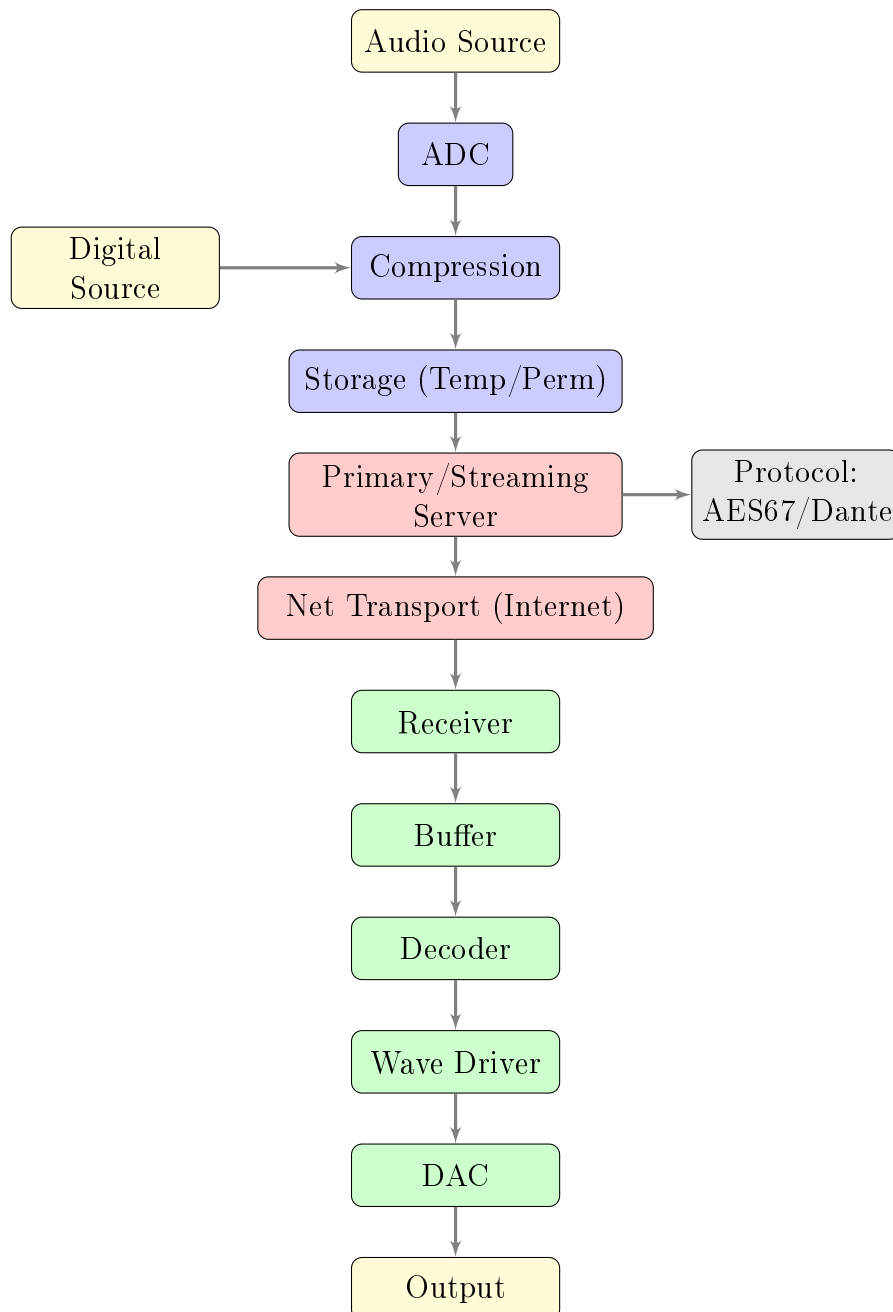 Audio Source
ADC
Digital
Source
Compression
Storage (Temp/Perm)
Primary/Streaming
Server
Protocol:
AES67/Dante
Net Transport (Internet)
Receiver
Buffer
Decoder
Wave Driver
DAC
Output